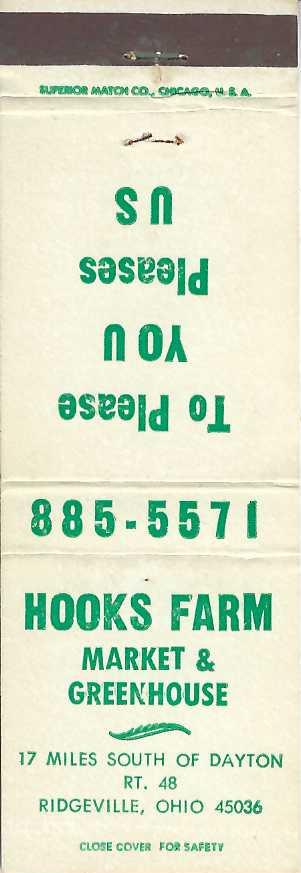 SUPERIOR MATCH CO., CHICAGO, U. S. A.
To Please
YOU
Pleases
US
885-5571
HOOKS FARM
MARKET &
GREENHOUSE
17 MILES SOUTH OF DAYTON
RT. 48
RIDGEVILLE, OHIO 45036
CLOSE COVER FOR SAFETY